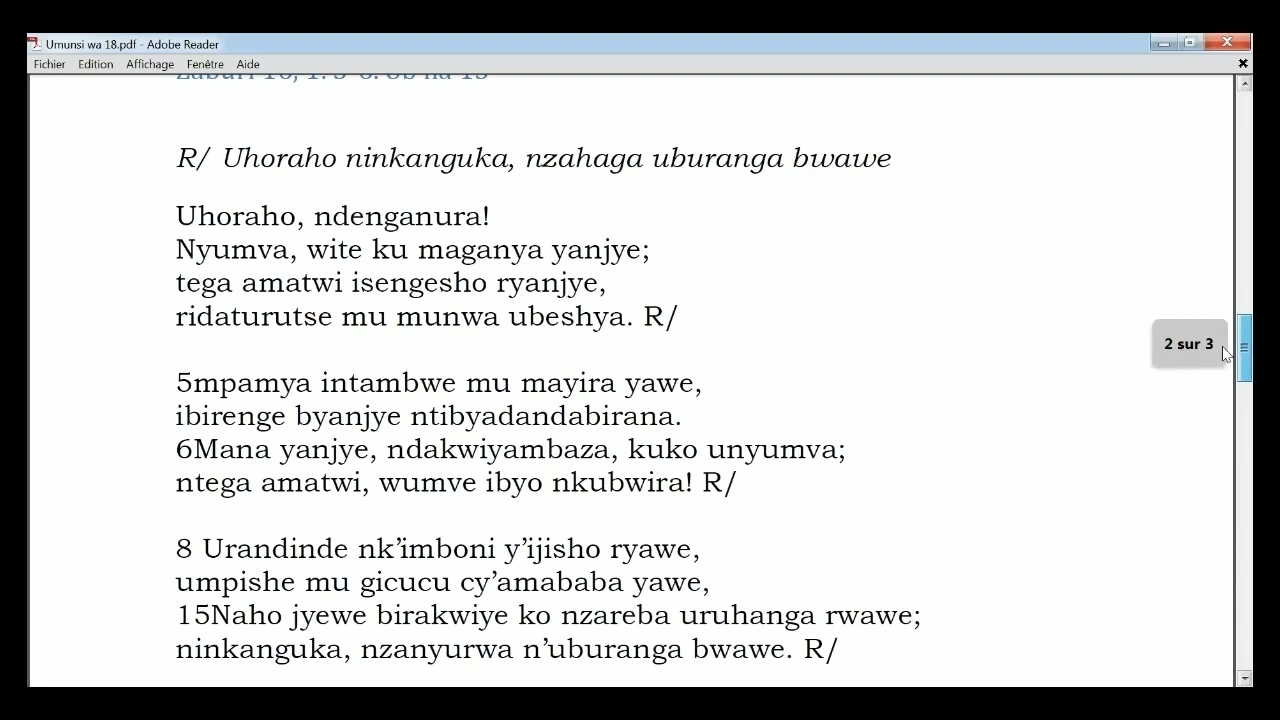 Umunsi wa 18.pdf - Adobe Reader
Fichier Edition Affichage Fenêtre Aide
R/ Uhoraho ninkanguka, nzahaga uburanga bwawe
Uhoraho, ndenganura!
Nyumva, wite ku maganya yanjye;
tega amatwi isengesho ryanjye,
ridaturutse mu munwa ubeshya. R/
2 sur 3
5mpamya intambwe mu mayira yawe,
ibirenge byanjye ntibyadandabirana.
6Mana yanjye, ndakwiyambaza, kuko unyumva;
ntega amatwi, wumve ibyo nkubwira! R/
8 Urandinde nk’imboni y’ijisho ryawe,
umpishe mu gicucu cy’amababa yawe,
15Naho jyewe birakwiye ko nzareba uruhanga rwawe;
ninkanguka, nzanyurwa n’uburanga bwawe. R/